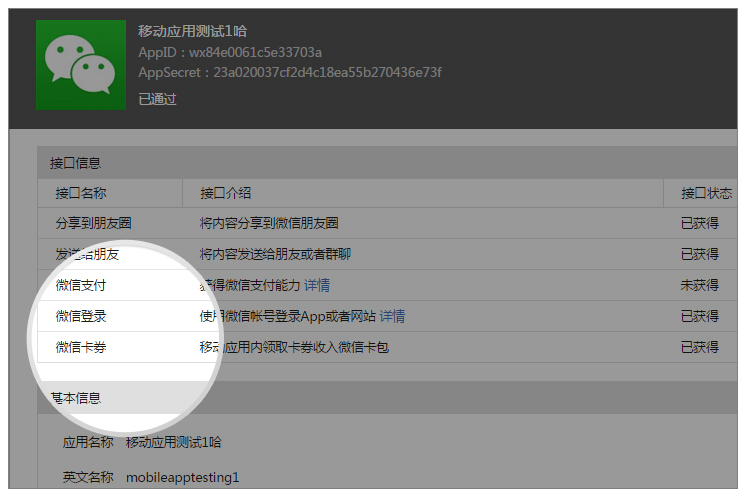 移动应用测试1哈
AppID：wx84e0061c5e33703a
AppSecret：23a020037cf2d4c18ea55b270436e73f
已通过
接口信息
接口名称 接口介绍 接口状态
分享到朋友圈 将内容分享到微信朋友圈 已获得
发送给朋友 将内容发送给朋友或者群聊 已获得
微信支付 获得微信支付能力 详情 未获得
微信登录 使用微信帐号登录App或者网站 详情 已获得
微信卡券 移动应用内领取卡券收入微信卡包 已获得
基本信息
应用名称 移动应用测试1哈
英文名称 mobileapptesting1